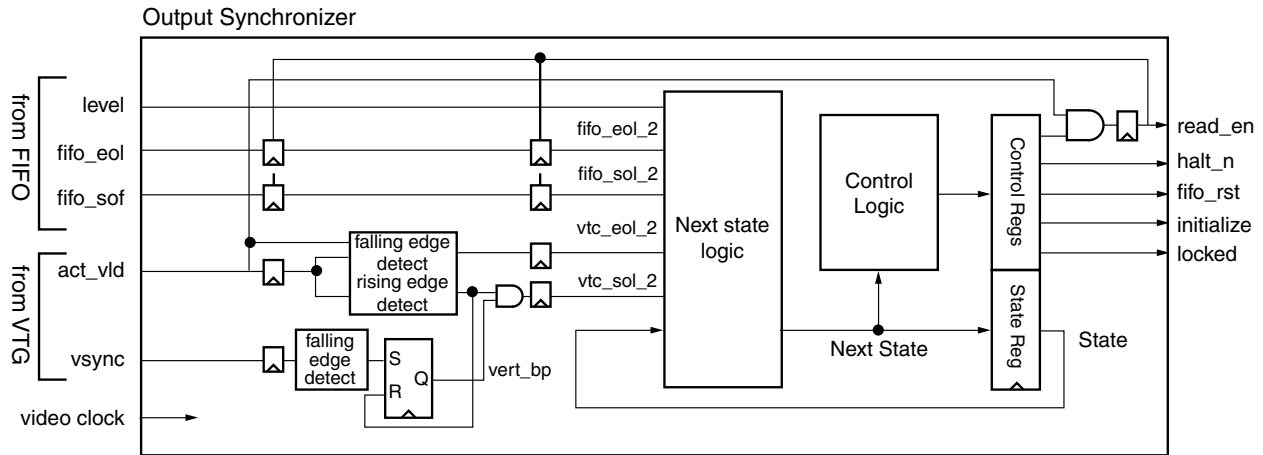 Output Synchronizer
from FIFO
level
fifo_eol
fifo_sof
from VTG
act_vld
vsync
video clock
falling edge
detect
rising edge
detect
falling
edge
detect
S
R
Q
vert_bp
fifo_eol_2
fifo_sol_2
vtc_eol_2
vtc_sol_2
Next state
logic
Control
Logic
Next State
Control Regs
State Reg
State
read_en
halt_n
fifo_rst
initialize
locked